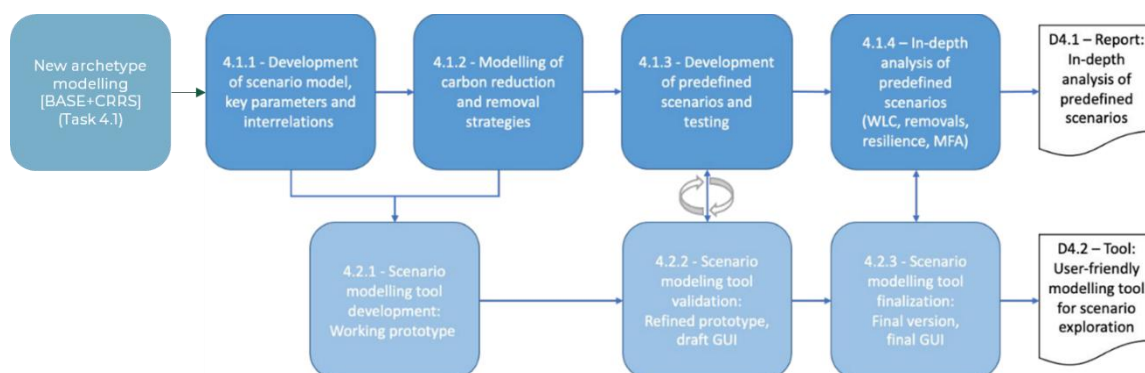 New archetype
modelling
[BASE+CRRS]
(Task 4.1)
4.1.1 - Development
of scenario model,
key parameters and
interrelations
4.1.2 - Modelling of
carbon reduction
and removal
strategies
4.1.3 - Development
of predefined
scenarios and
testing
4.1.4 – In-depth
analysis of
predefined
scenarios
(WLC, removals,
resilience, MFA)
D4.1 – Report:
In-depth
analysis of
predefined
scenarios
4.2.1 - Scenario
modelling tool
development:
Working prototype
4.2.2 - Scenario
modeling tool
validation:
Refined prototype,
draft GUI
4.2.3 - Scenario
modelling tool
finalization:
Final version,
final GUI
D4.2 – Tool:
User-friendly
modelling tool
for scenario
exploration